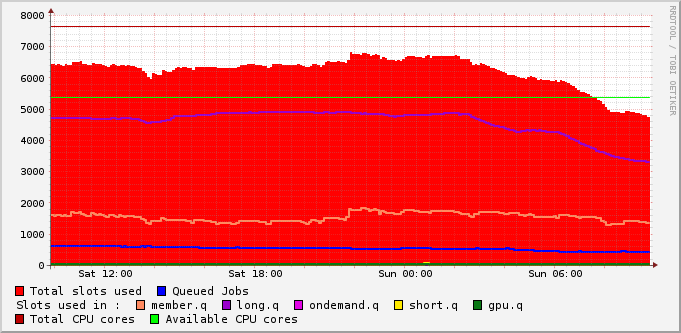 8000
7000
6000
5000
4000
3000
2000
1000
0
Sat 12:00 Sat 18:00 Sun 00:00 Sun 06:00
RRDTOOL / TOBI OETIKER
Total slots used Queued Jobs
Slots used in : member.q long.q ondemand.q short.q gpu.q
Total CPU cores Available CPU cores